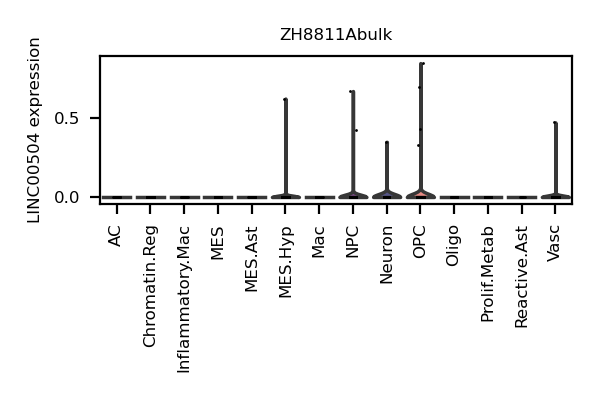 ZH8811Abulk
LINC00504 expression
0.5
0.0
AC
Chromatin.Reg
Inflammatory.Mac
MES
MES.Ast
MES.Hyp
Mac
NPC
Neuron
OPC
Oligo
Prolif.Metab
Reactive.Ast
Vasc